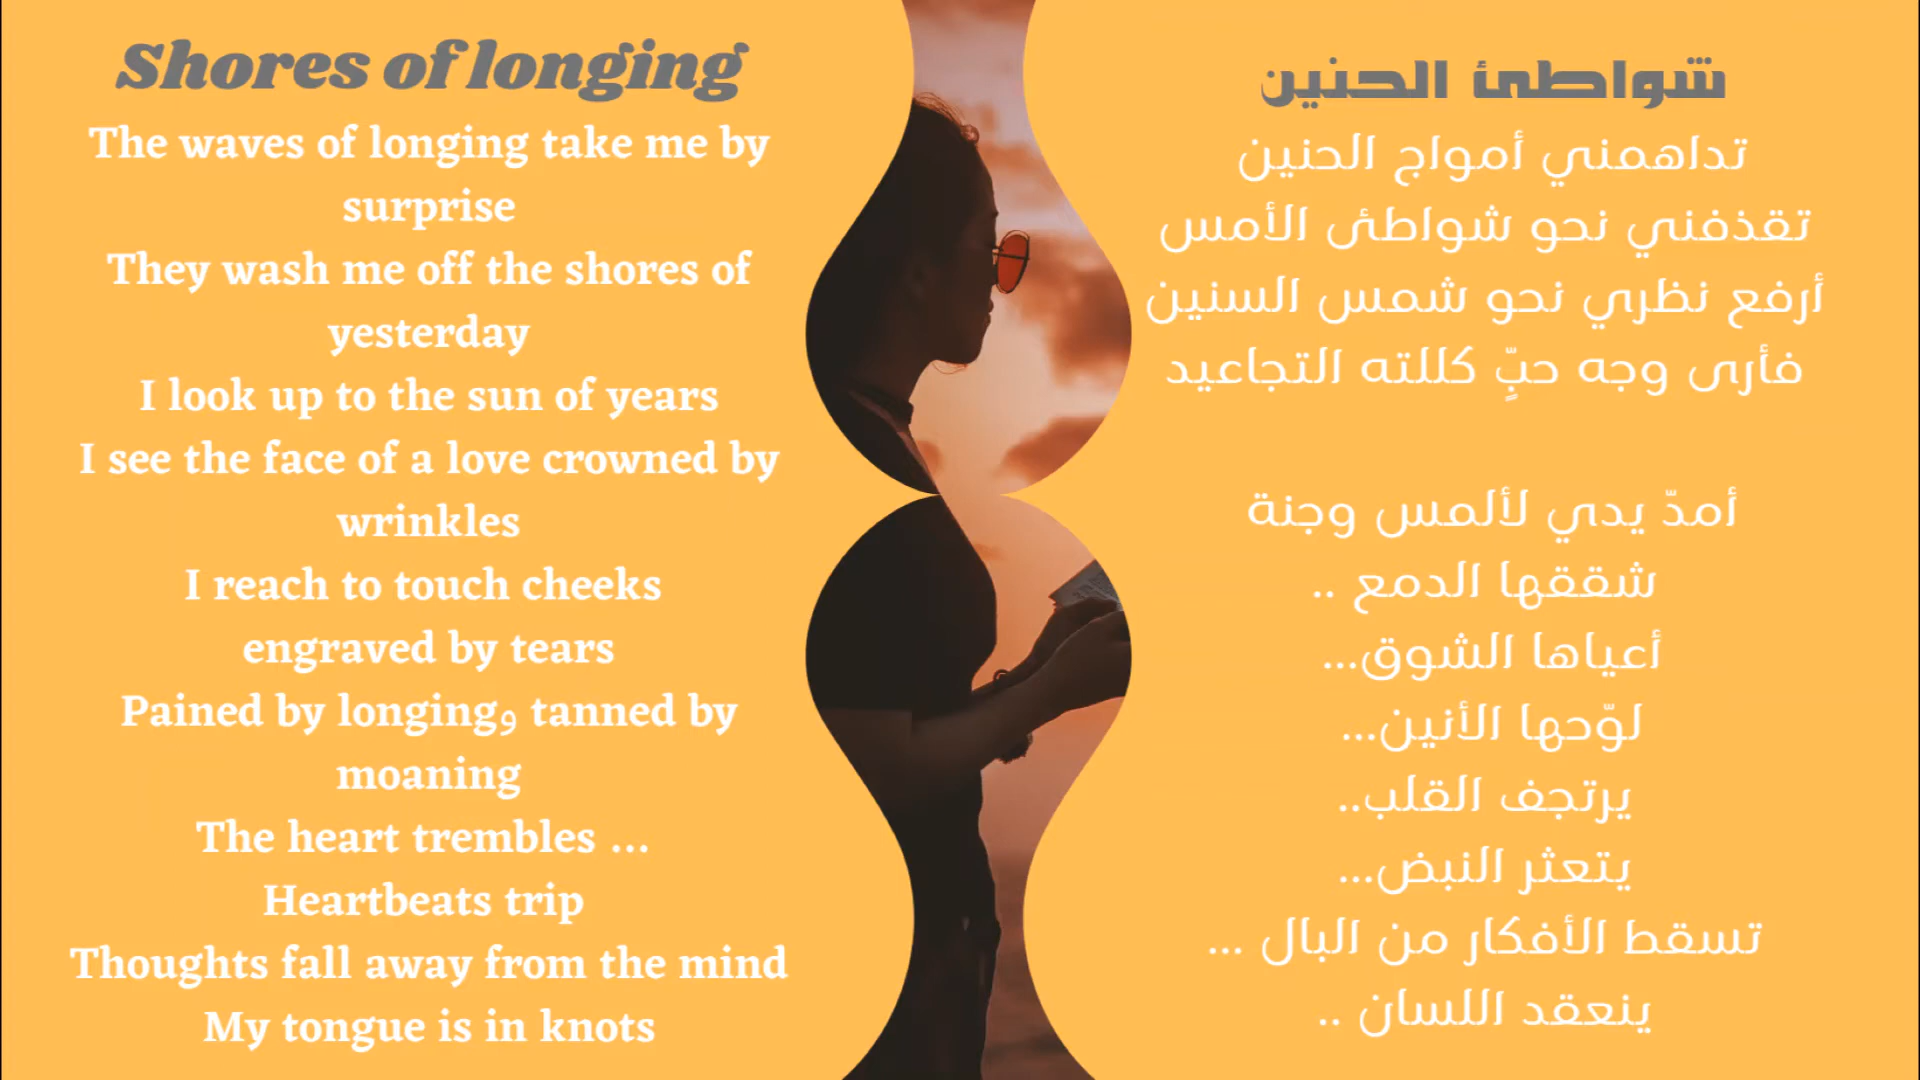 Shores of longing
The waves of longing take me by
surprise
They wash me off the shores of
yesterday
I look up to the sun of years
I see the face of a love crowned by
wrinkles
I reach to touch cheeks
engraved by tears
Pained by longingو tanned by
moaning
The heart trembles ...
Heartbeats trip
Thoughts fall away from the mind
My tongue is in knots
شواطئ الحنين
تداهمني أمواج الحنين
تقذفني نحو شواطئ الأمس
أرفع نظري نحو شمس السنين
فأرى وجه حبٍّ كللته التجاعيد
أمدّ يدي لألمس وجنة
شققها الدمع ..
أعياها الشوق...
لوّحها الأنين...
يرتجف القلب..
يتعثر النبض...
تسقط الأفكار من البال ...
ينعقد اللسان ..